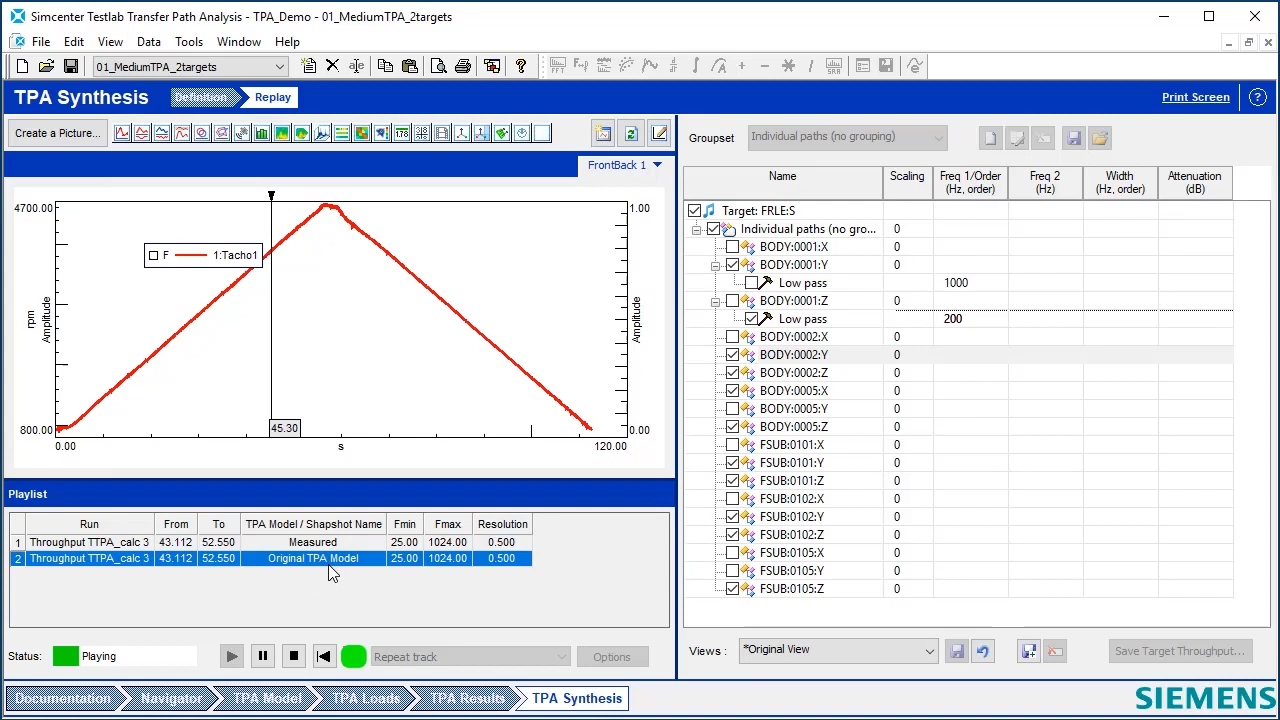 Simcenter Testlab Transfer Path Analysis - TPA_Demo - 01_MediumTPA_2targets
File Edit View Data Tools Window Help
01_MediumTPA_2targets
TPA Synthesis
Replay
Print Screen
Create a Picture...
FrontBack 1
4700.00
1.00
F 1:Tacho1
rpm
Amplitude
Amplitude
45.30
800.00
0.00
0.00
s
120.00
Playlist
Run From To TPA Model / Shapshot Name Fmin Fmax Resolution
1 Throughput TTPA_calc 3 43.112 52.550 Measured 25.00 1024.00 0.500
2 Throughput TTPA_calc 3 43.112 52.550 Original TPA Model 25.00 1024.00 0.500
Status: Playing
Repeat track
Options
Groupset Individual paths (no grouping)
Name Scaling Freq 1/Order (Hz, order) Freq 2 (Hz) Width (Hz, order) Attenuation (dB)
Target: FRLE:S
Individual paths (no gro... 0
BODY:0001:X 0
BODY:0001:Y 0
Low pass 1000
BODY:0001:Z 0
Low pass 200
BODY:0002:X 0
BODY:0002:Y 0
BODY:0002:Z 0
BODY:0005:X 0
BODY:0005:Y 0
BODY:0005:Z 0
FSUB:0101:X 0
FSUB:0101:Y 0
FSUB:0101:Z 0
FSUB:0102:X 0
FSUB:0102:Y 0
FSUB:0102:Z 0
FSUB:0105:X 0
FSUB:0105:Y 0
FSUB:0105:Z 0
Views : *Original View
Save Target Throughput...
Documentation Navigator TPA Model TPA Create TPA Results TPA Synthesis
SIEMENS